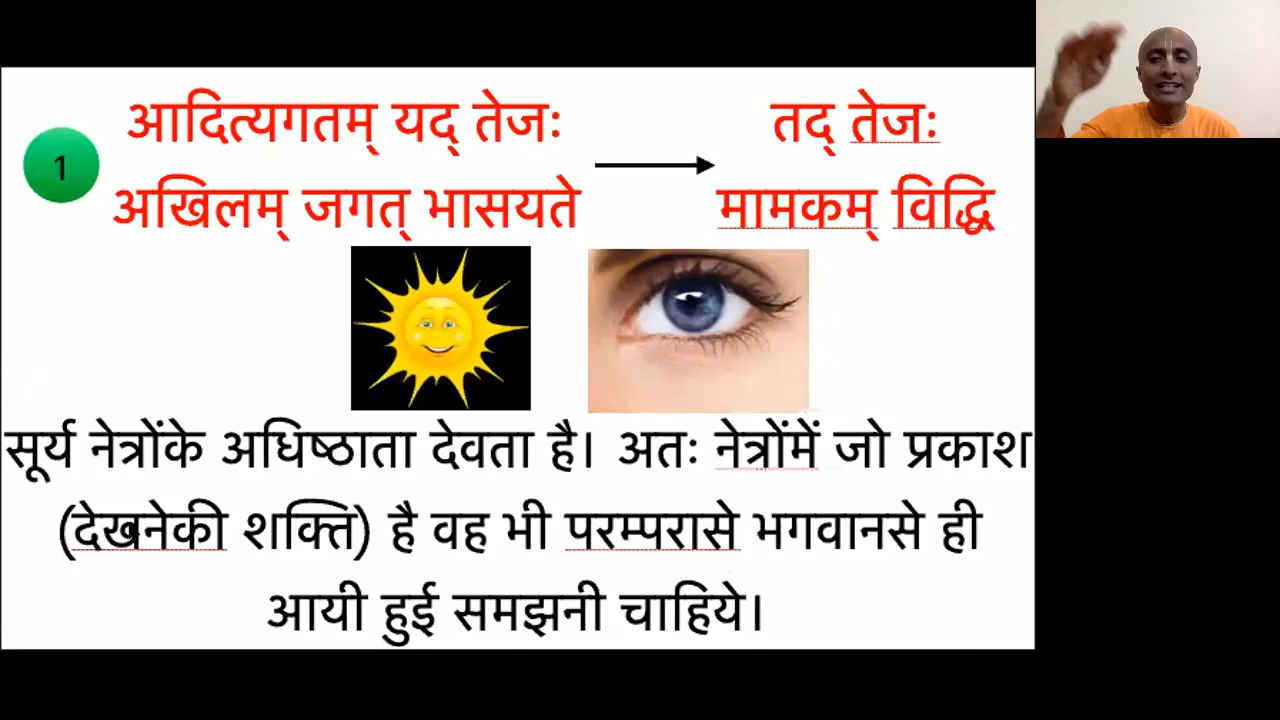 1
आदित्यगतम् यद् तेजः
अखिलम् जगत् भासयते
तद् तेजः
मामकम् विद्धि
सूर्य नेत्रोंके अधिष्ठाता देवता है। अतः नेत्रोंमें जो प्रकाश
(देखनेकी शक्ति) है वह भी परम्परासे भगवानसे ही
आयी हुई समझनी चाहिये।